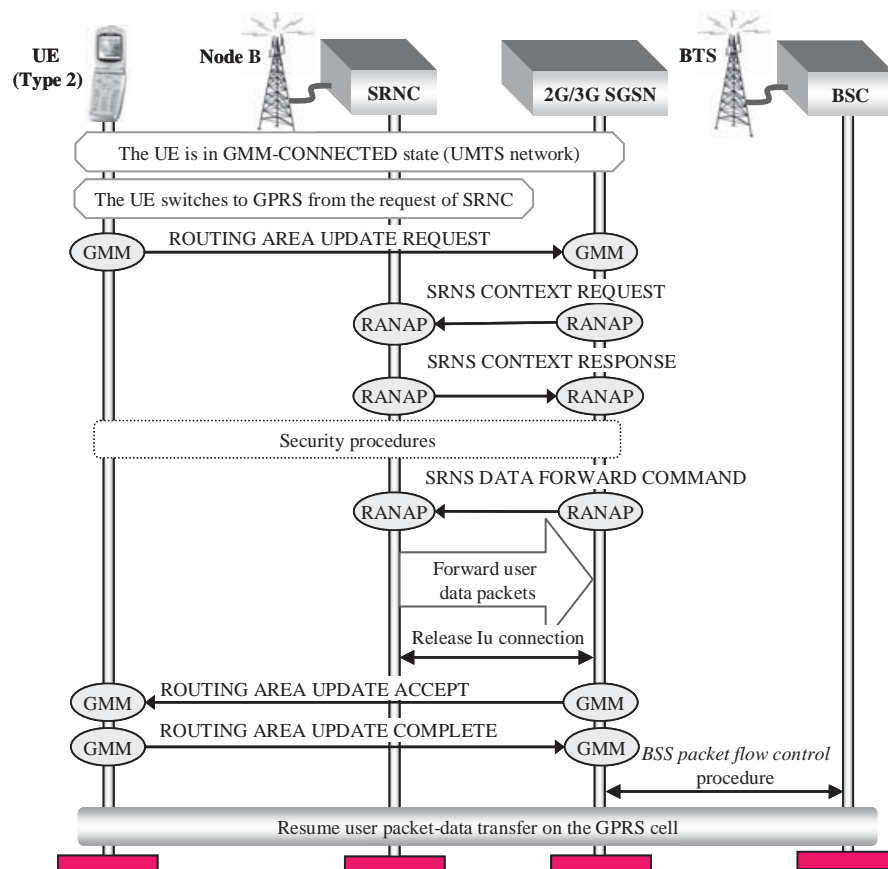 UE
(Type 2)
Node B
SRNC
2G/3G SGSN
BTS
BSC
The UE is in GMM-CONNECTED state (UMTS network)
The UE switches to GPRS from the request of SRNC
ROUTING AREA UPDATE REQUEST
GMM
GMM
SRNS CONTEXT REQUEST
RANAP
RANAP
SRNS CONTEXT RESPONSE
RANAP
RANAP
Security procedures
SRNS DATA FORWARD COMMAND
RANAP
RANAP
Forward user
data packets
Release Iu connection
ROUTING AREA UPDATE ACCEPT
GMM
GMM
ROUTING AREA UPDATE COMPLETE
GMM
GMM
BSS packet flow control
procedure
Resume user packet-data transfer on the GPRS cell